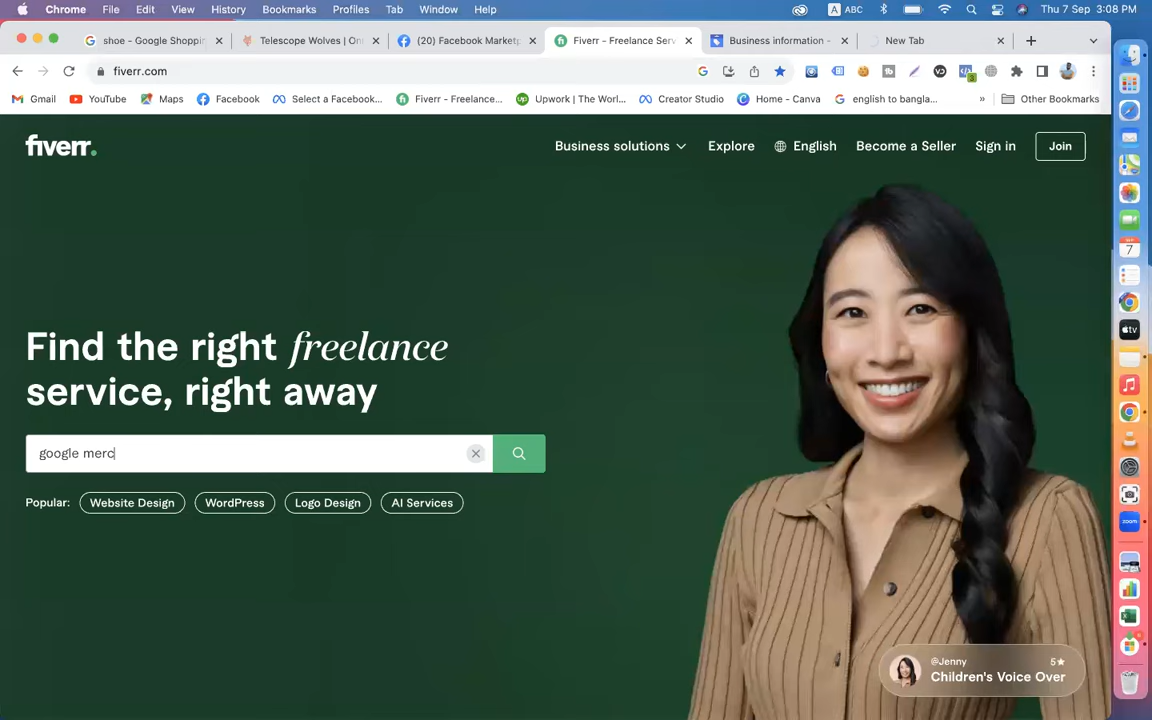 Chrome File Edit View History Bookmarks Profiles Tab Window Help A ABC Thu 7 Sep 3:08 PM
shoe - Google Shoppin Telescope Wolves | On (20) Facebook Marketp Fiverr - Freelance Serv Business information - New Tab
fiverr.com
Gmail YouTube Maps Facebook Select a Facebook... Fiverr - Freelance... Upwork | The Worl... Creator Studio Home - Canva english to bangla... » Other Bookmarks
fiverr. Business solutions Explore English Become a Seller Sign in Join
Find the right freelance
service, right away
google merc
Popular: Website Design WordPress Logo Design AI Services
@Jenny 5★
Children's Voice Over
tv
zoom